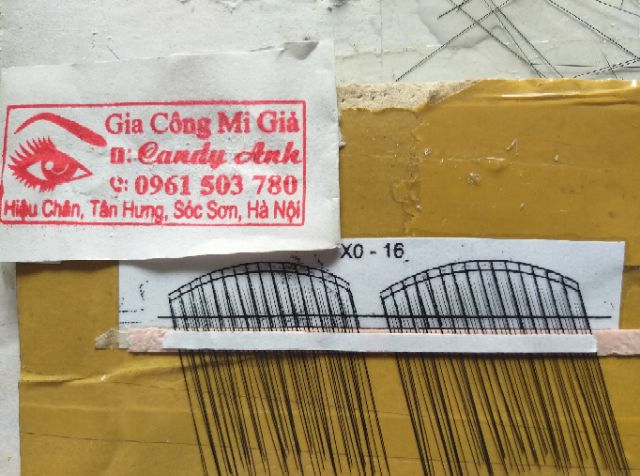 Gia Công Mi Giả
: Candy Anh
: 0961 503 780
Hiệu Chân, Tân Hưng, Sóc Sơn, Hà Nội
X0 - 16